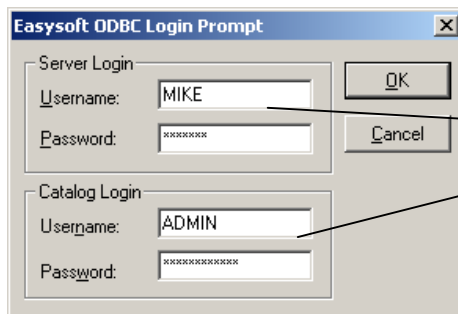 Easysoft ODBC Login Prompt
Server Login
Username: MIKE
Password: *******
OK
Cancel
Catalog Login
Username: ADMIN
Password: ************